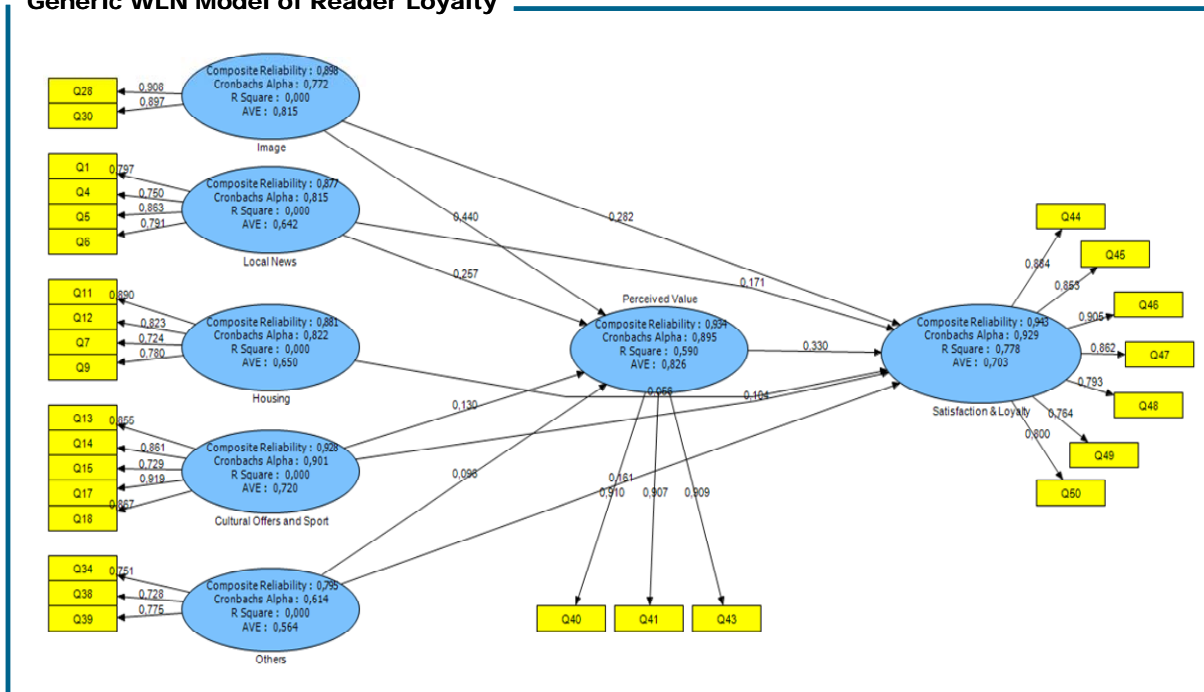 Generic WLN Model of Reader Loyalty
Q28
Q30
0,908
0,897
Composite Reliability : 0,898
Cronbachs Alpha : 0,772
R Square : 0,000
AVE : 0,815
Image
Q1
Q4
Q5
Q6
0,797
0,750
0,863
0,791
Composite Reliability : 0,877
Cronbachs Alpha : 0,815
R Square : 0,000
AVE : 0,642
Local News
Q11
Q12
Q7
Q9
0,890
0,823
0,724
0,780
Composite Reliability : 0,881
Cronbachs Alpha : 0,822
R Square : 0,000
AVE : 0,650
Housing
Q13
Q14
Q15
Q17
Q18
0,855
0,861
0,729
0,919
0,867
Composite Reliability : 0,928
Cronbachs Alpha : 0,901
R Square : 0,000
AVE : 0,720
Cultural Offers and Sport
Q34
Q38
Q39
0,751
0,728
0,775
Composite Reliability : 0,795
Cronbachs Alpha : 0,614
R Square : 0,000
AVE : 0,564
Others
0,440
0,282
0,257
0,171
0,130
0,161
Perceived Value
Composite Reliability : 0,934
Cronbachs Alpha : 0,895
R Square : 0,590
AVE : 0,826
0,330
0,910
0,907
0,909
Q40
Q41
Q43
Composite Reliability : 0,943
Cronbachs Alpha : 0,929
R Square : 0,778
AVE : 0,703
Satisfaction & Loyalty
0,853
0,905
0,862
0,793
0,764
0,800
Q44
Q45
Q46
Q47
Q48
Q49
Q50